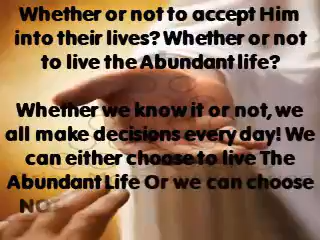 Whether or not to accept Him
into their lives? Whether or not
to live the Abundant life?
Whether we know it or not, we
all make decisions every day! We
can either choose to live The
Abundant Life Or we can choose